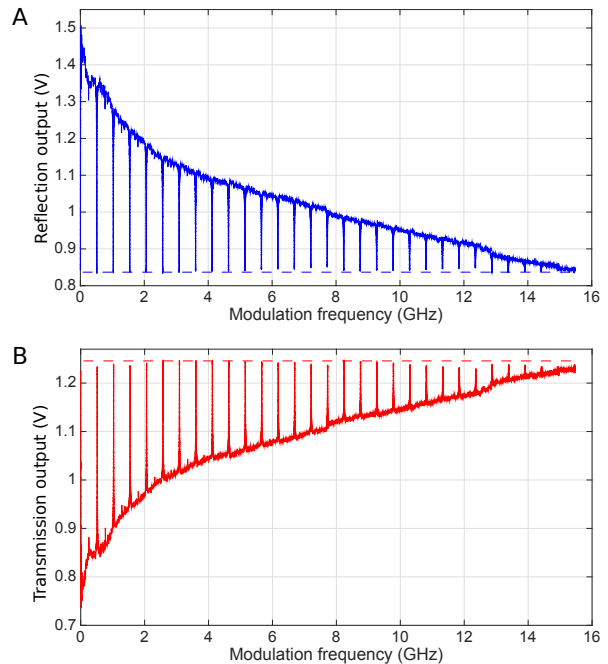 A
1.5
1.4
1.3
1.2
1.1
1
0.9
0.8
Reflection output (V)
0 2 4 6 8 10 12 14 16
Modulation frequency (GHz)
B
1.2
1.1
1
0.9
0.8
0.7
Transmission output (V)
0 2 4 6 8 10 12 14 16
Modulation frequency (GHz)